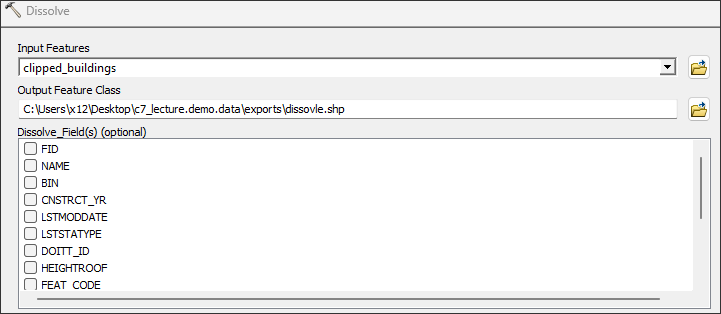 Dissolve
Input Features
clipped_buildings
Output Feature Class
C:\Users\x12\Desktop\c7_lecture.demo.data\exports\dissovle.shp
Dissolve_Field(s) (optional)
FID
NAME
BIN
CNSTRCT_YR
LSTMODDATE
LSTSTATYPE
DOITT_ID
HEIGHTROOF
FEAT_CODE